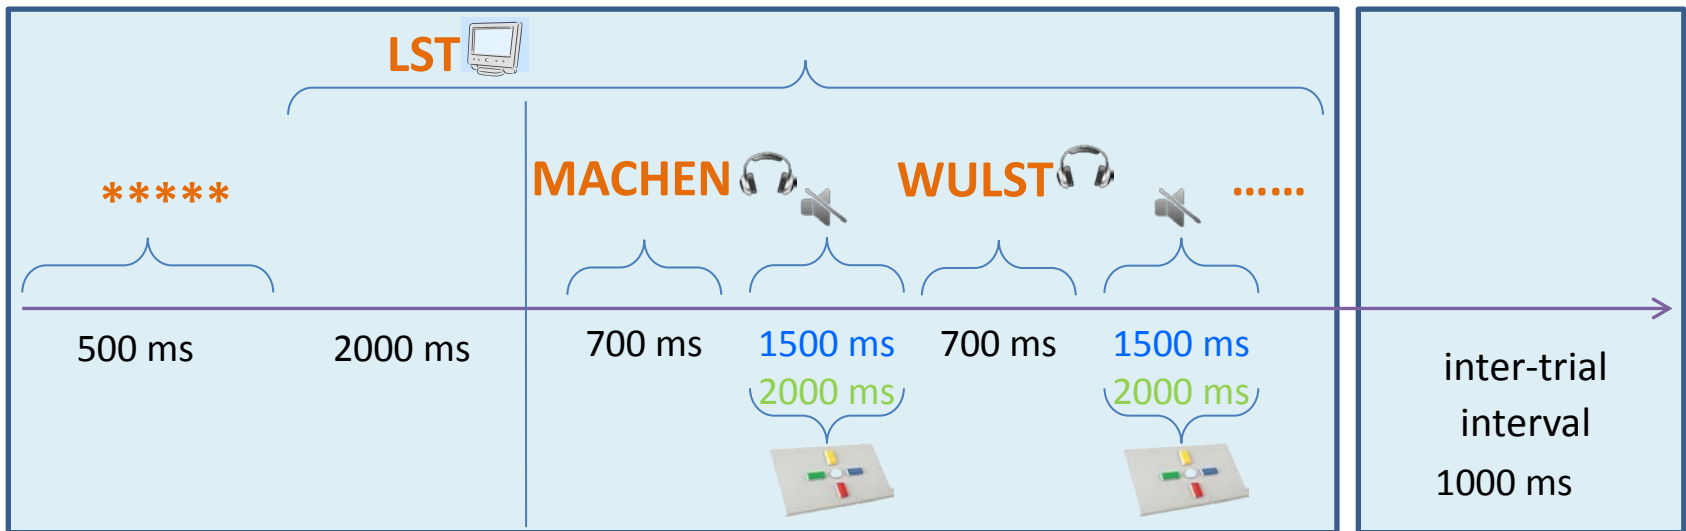 LST
*****
MACHEN
WULST
......
500 ms
2000 ms
700 ms
1500 ms
2000 ms
700 ms
1500 ms
2000 ms
inter-trial
interval
1000 ms